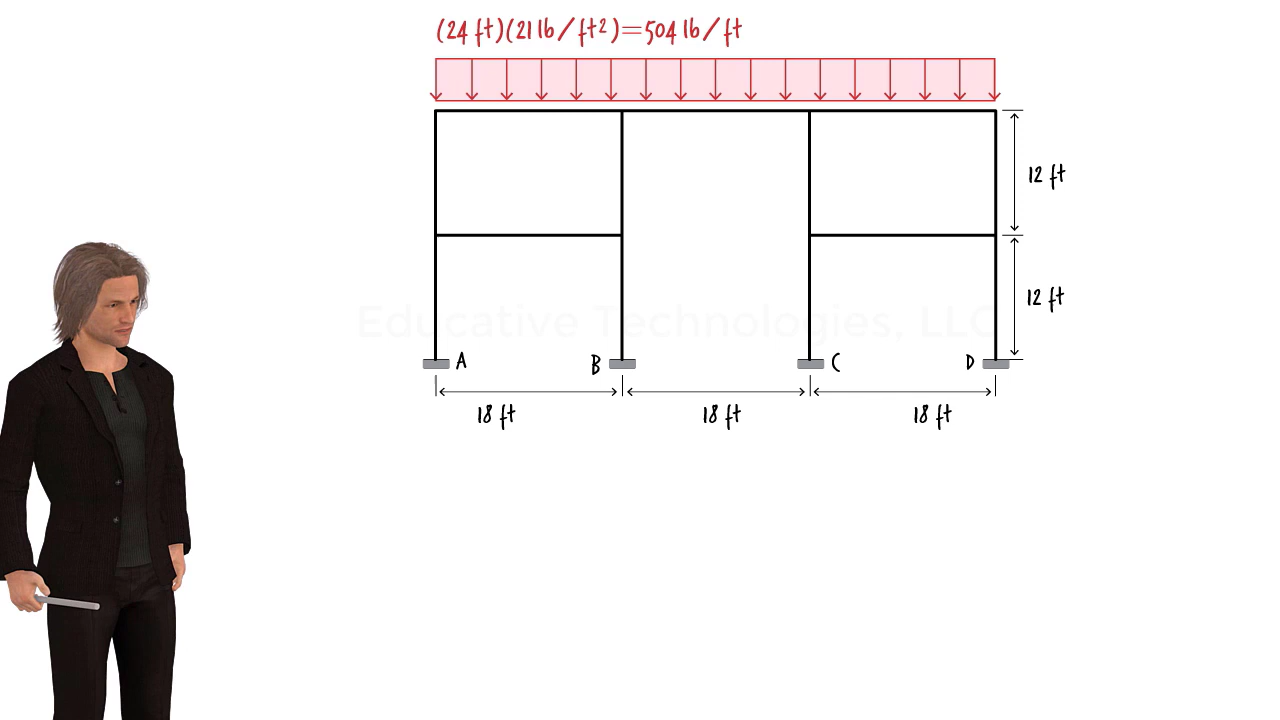 (24 ft)(21 lb/ft²)=504 lb/ft
12 ft
12 ft
Educative Technologies, LLC
A
B
C
D
18 ft
18 ft
18 ft